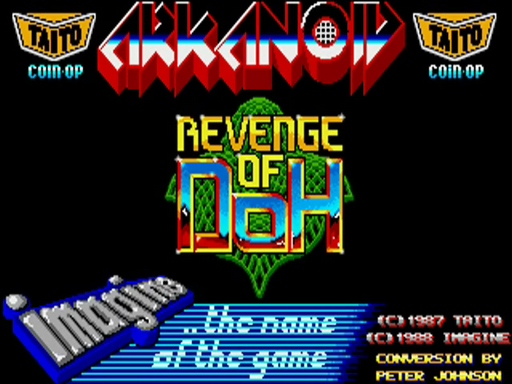 TAITO
COIN·OP
ARKANOID
TAITO
COIN·OP
REVENGE
OF
DOH
Imagine
...the name
of the game
(C)1987 TAITO
(C)1988 IMAGINE
CONVERSION BY
PETER JOHNSON